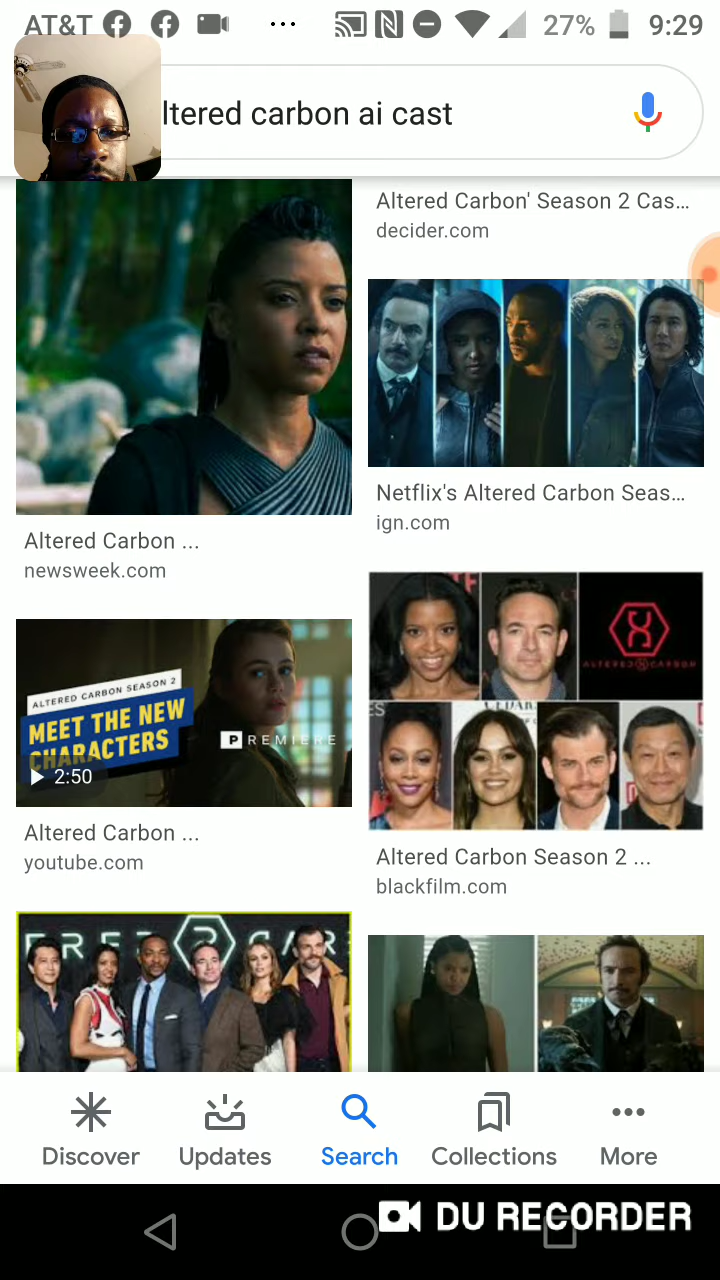 AT&T
27%
9:29
ltered carbon ai cast
Altered Carbon' Season 2 Cas...
decider.com
Netflix's Altered Carbon Seas...
ign.com
Altered Carbon ...
newsweek.com
ALTERED CARBON SEASON 2
MEET THE NEW
CHARACTERS
PREMIERE
2:50
ALTERED CARBON
Altered Carbon ...
youtube.com
Altered Carbon Season 2 ...
blackfilm.com
Discover
Updates
Search
Collections
More
DU RECORDER